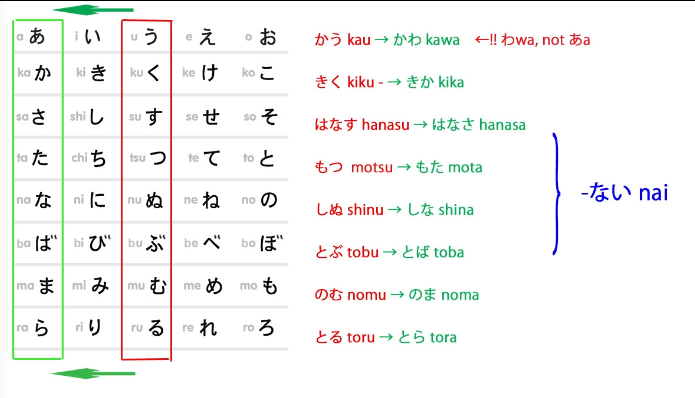 a あ i い u う e え o お かう kau → かわ kawa ←!! わwa, not あa
ka か ki き ku く ke け ko こ きく kiku - → きか kika
sa さ shi し su す se せ so そ はなす hanasu → はなさ hanasa
ta た chi ち tsu つ te て to と もつ motsu → もた mota
na な ni に nu ぬ ne ね no の しぬ shinu → しな shina
-ない nai
ba ば bi び bu ぶ be べ bo ぼ とぶ tobu → とば toba
ma ま mi み mu む me め mo も のむ nomu → のま noma
ra ら ri り ru る re れ ro ろ とる toru → とら tora